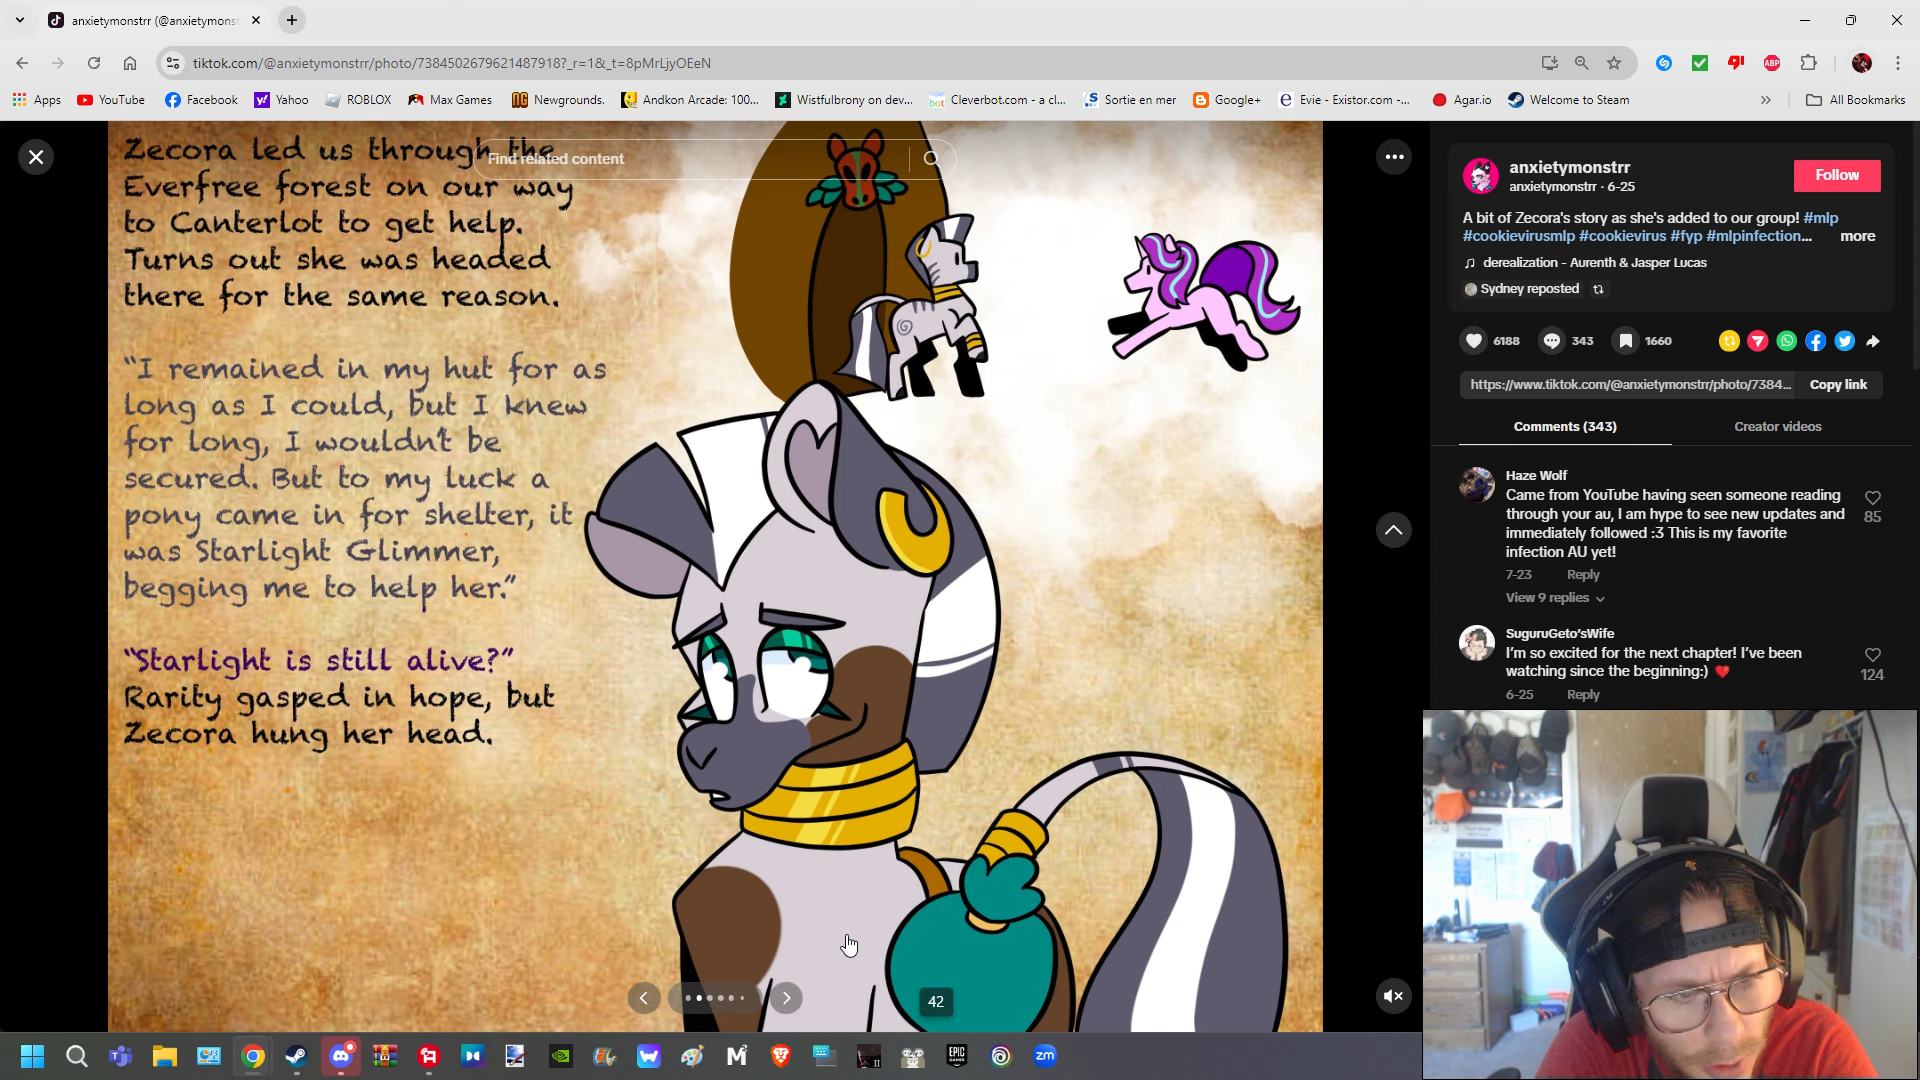 anxietymonstrr (@anxietymonst
tiktok.com/@anxietymonstrr/photo/7384502679621487918?_r=1&_t=8pMrLjyOEeN
Apps
YouTube
Facebook
Yahoo
ROBLOX
Max Games
Newgrounds.
Andkon Arcade: 100...
Wistfulbrony on dev...
Cleverbot.com - a cl...
Sortie en mer
Google+
Evie - Existor.com -...
Agar.io
Welcome to Steam
All Bookmarks
Find related content
Zecora led us through the
Everfree forest on our way
to Canterlot to get help.
Turns out she was headed
there for the same reason.
"I remained in my hut for as
long as I could, but I knew
for long, I wouldn't be
secured. But to my luck a
pony came in for shelter, it
was Starlight Glimmer,
begging me to help her."
"Starlight is still alive?"
Rarity gasped in hope, but
Zecora hung her head.
42
anxietymonstrr
anxietymonstrr · 6-25
Follow
A bit of Zecora's story as she's added to our group! #mlp
#cookievirusmlp #cookievirus #fyp #mlpinfection... more
derealization - Aurenth & Jasper Lucas
Sydney reposted
6188
343
1660
https://www.tiktok.com/@anxietymonstrr/photo/7384...
Copy link
Comments (343)
Creator videos
Haze Wolf
Came from YouTube having seen someone reading
through your au, I am hype to see new updates and
immediately followed :3 This is my favorite
infection AU yet!
85
7-23 Reply
View 9 replies
SuguruGeto'sWife
I'm so excited for the next chapter! I've been
watching since the beginning:) ❤️
124
6-25 Reply
ABP
bot
zm
EPIC
GAMES